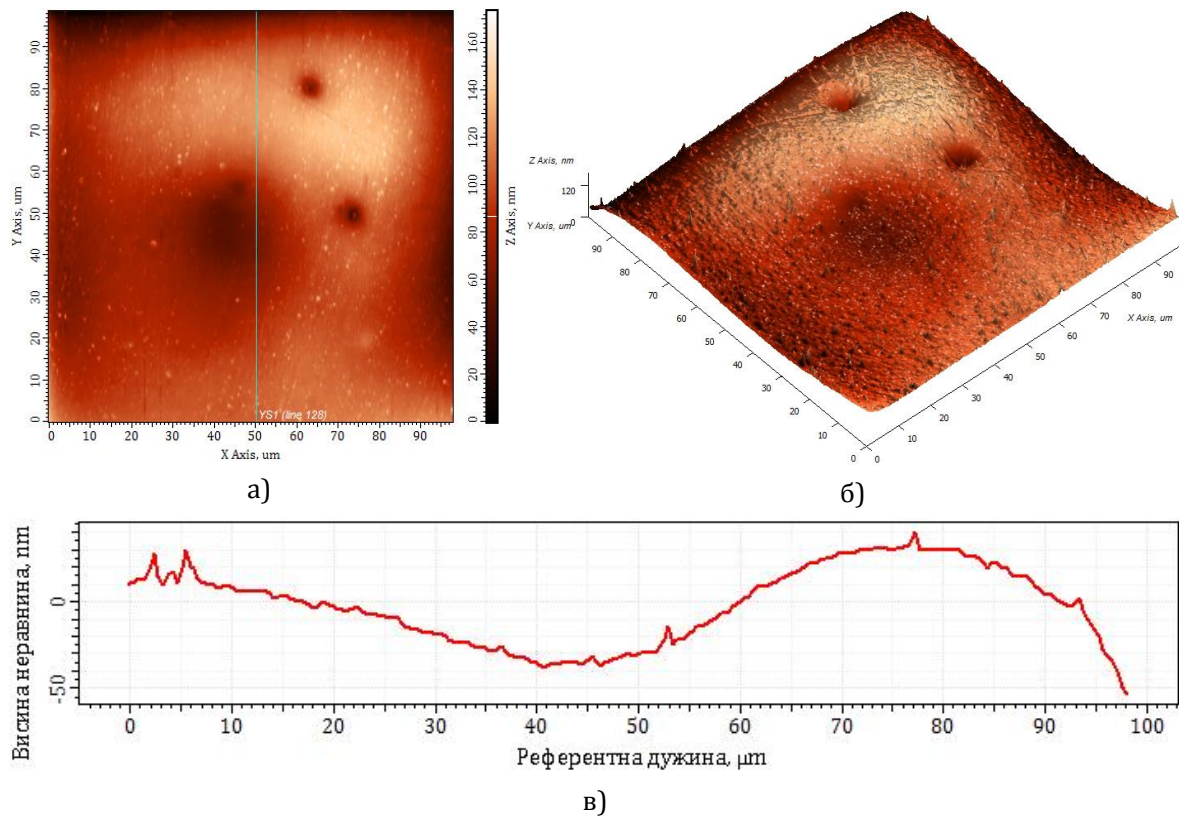 Y Axis, um
0 10 20 30 40 50 60 70 80 90
X Axis, um
0 10 20 30 40 50 60 70 80 90
YS1 (line 128)
Z Axis, nm
0 20 40 60 80 100 120 140 160
а)
Z Axis, nm
120
0
Y Axis, um
90 80 70 60 50 40 30 20 10 0
X Axis, um
0 10 20 30 40 50 60 70 80 90
б)
Висина неравнина, nm
0
-50
0 10 20 30 40 50 60 70 80 90 100
Референтна дужина, μm
в)